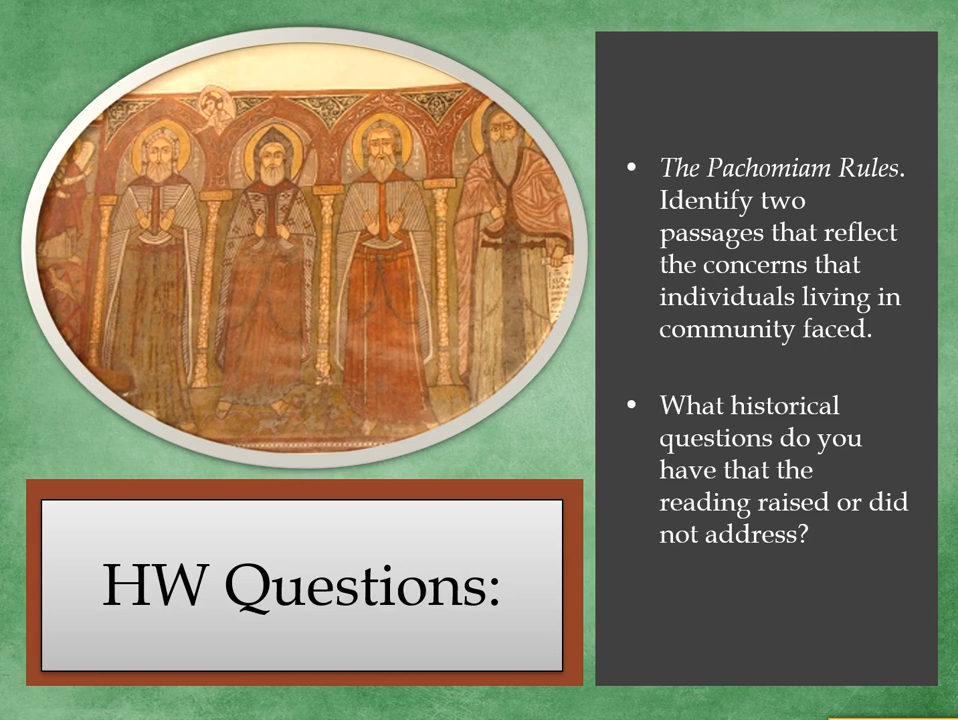 • The Pachomiam Rules.
Identify two
passages that reflect
the concerns that
individuals living in
community faced.
• What historical
questions do you
have that the
reading raised or did
not address?
HW Questions: